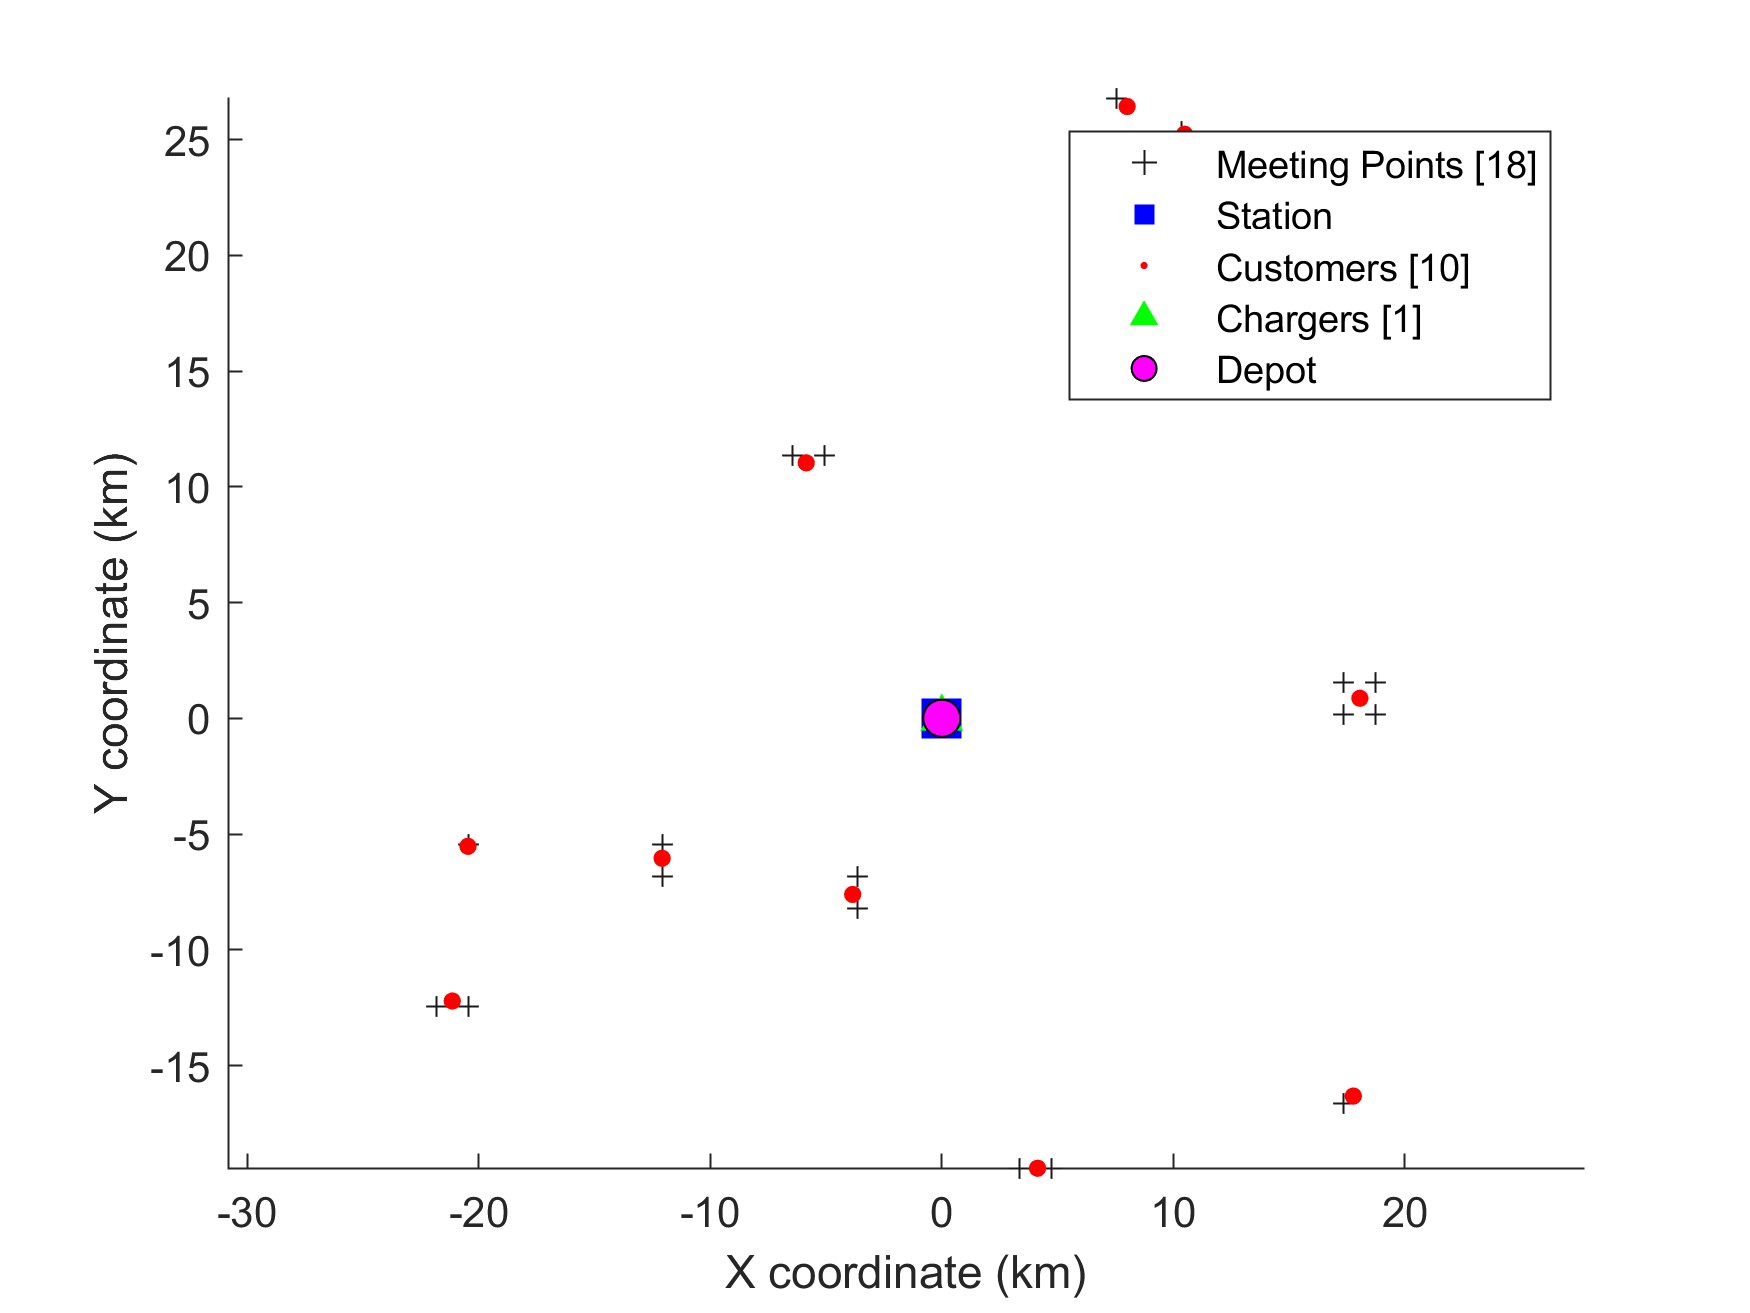 25
20
15
10
5
0
-5
-10
-15
Y coordinate (km)
Meeting Points [18]
Station
Customers [10]
Chargers [1]
Depot
-30 -20 -10 0 10 20
X coordinate (km)